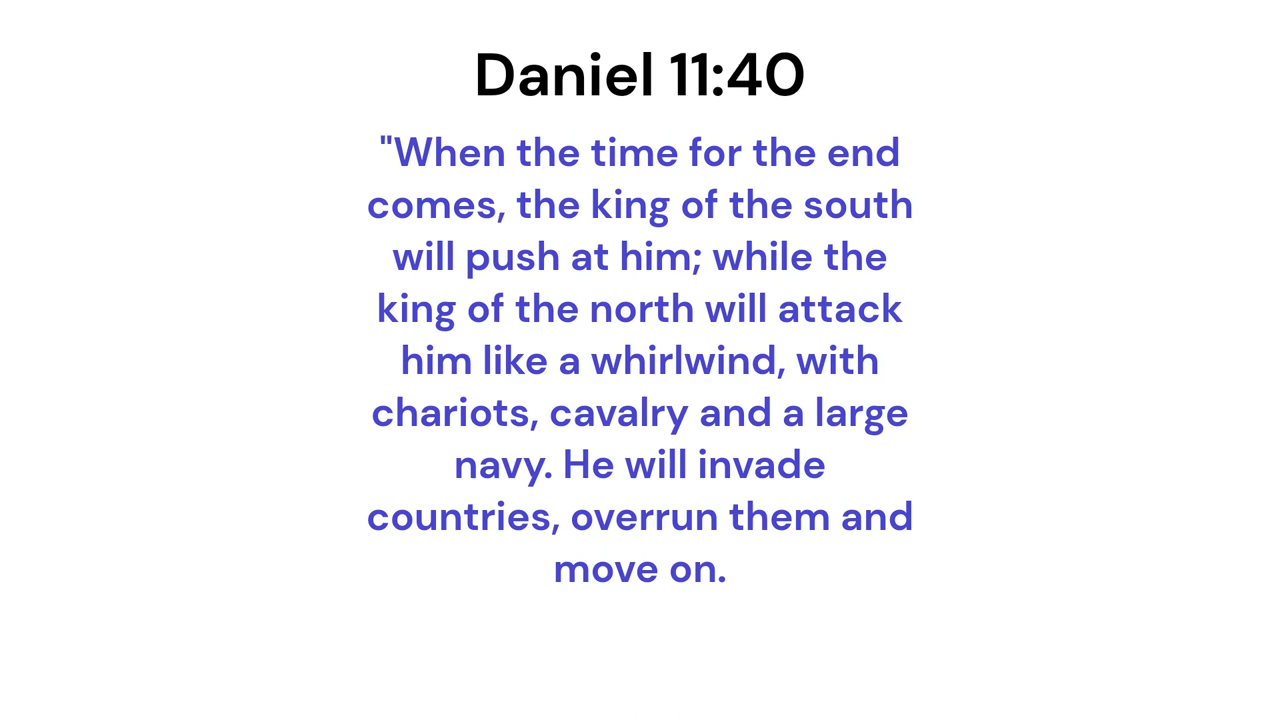 Daniel 11:40
"When the time for the end
comes, the king of the south
will push at him; while the
king of the north will attack
him like a whirlwind, with
chariots, cavalry and a large
navy. He will invade
countries, overrun them and
move on.